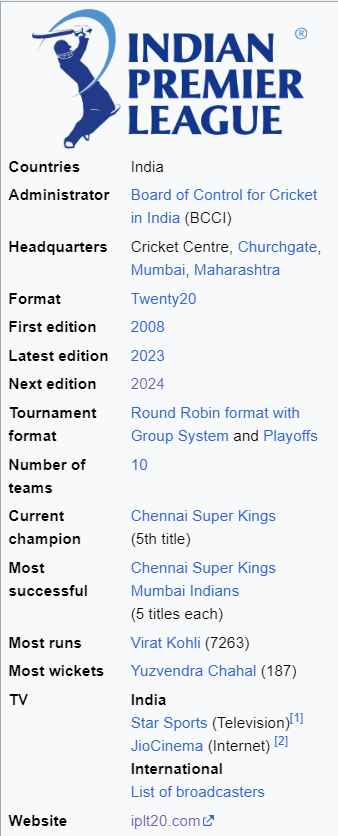 INDIAN ®
PREMIER
LEAGUE
Countries India
Administrator Board of Control for Cricket
in India (BCCI)
Headquarters Cricket Centre, Churchgate,
Mumbai, Maharashtra
Format Twenty20
First edition 2008
Latest edition 2023
Next edition 2024
Tournament Round Robin format with
format Group System and Playoffs
Number of 10
teams
Current Chennai Super Kings
champion (5th title)
Most Chennai Super Kings
successful Mumbai Indians
(5 titles each)
Most runs Virat Kohli (7263)
Most wickets Yuzvendra Chahal (187)
TV India
Star Sports (Television)[1]
JioCinema (Internet) [2]
International
List of broadcasters
Website iplt20.com